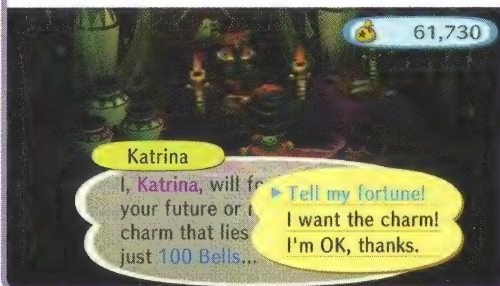 61,730
Katrina
I, Katrina, will
your future or
charm that lies
just 100 Bells...
Tell my fortune!
I want the charm!
I'm OK, thanks.